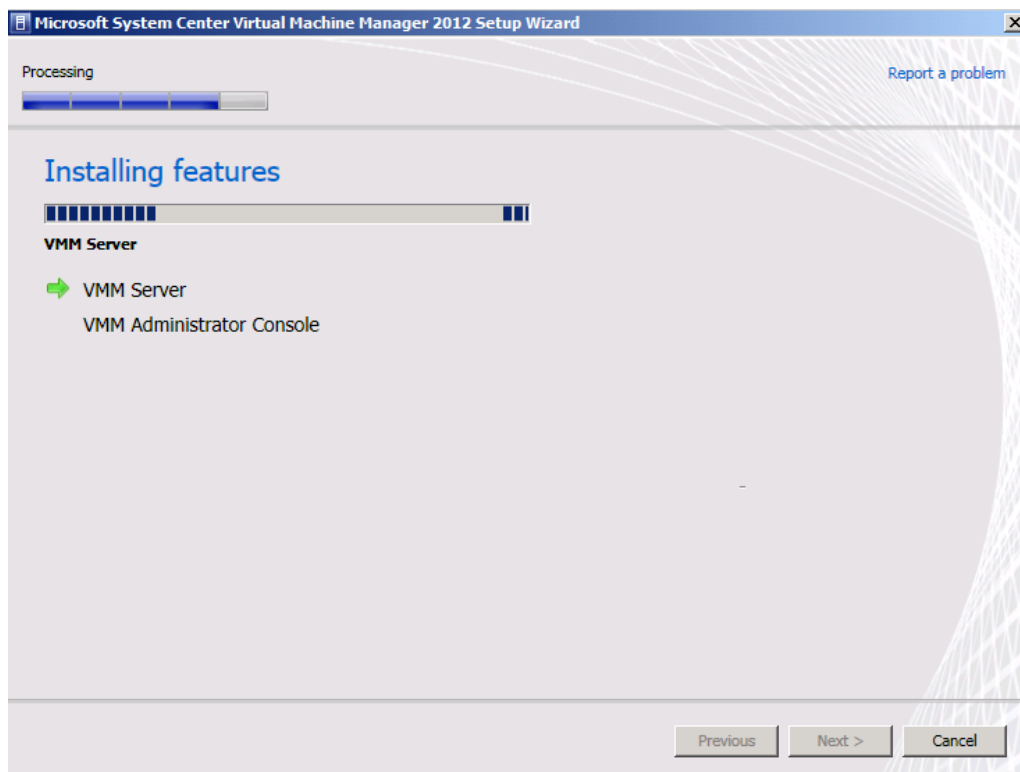 Microsoft System Center Virtual Machine Manager 2012 Setup Wizard
Processing
Report a problem
Installing features
VMM Server
VMM Server
VMM Administrator Console
Previous
Next >
Cancel